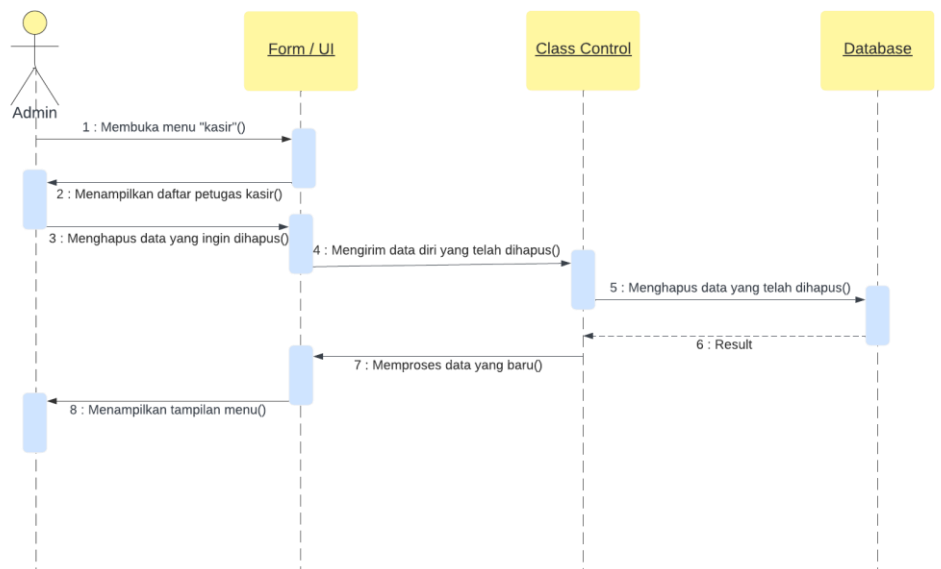 Form / UI
Class Control
Database
Admin
1 : Membuka menu "kasir"()
2 : Menampilkan daftar petugas kasir()
3 : Menghapus data yang ingin dihapus()
4 : Mengirim data diri yang telah dihapus()
5 : Menghapus data yang telah dihapus()
6 : Result
7 : Memproses data yang baru()
8 : Menampilkan tampilan menu()